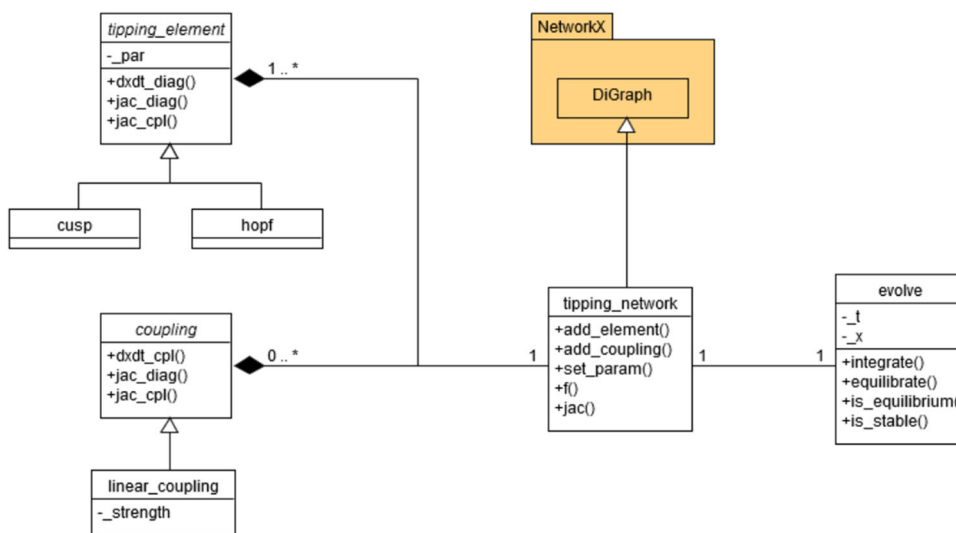 tipping_element
-_par
+dxdt_diag()
+jac_diag()
+jac_cpl()
1 .. *
cusp
hopf
NetworkX
DiGraph
coupling
+dxdt_cpl()
+jac_diag()
+jac_cpl()
0 .. *
linear_coupling
-_strength
1
tipping_network
+add_element()
+add_coupling()
+set_param()
+f()
+jac()
1
1
evolve
-_t
-_x
+integrate()
+equilibrate()
+is_equilibrium(
+is_stable()